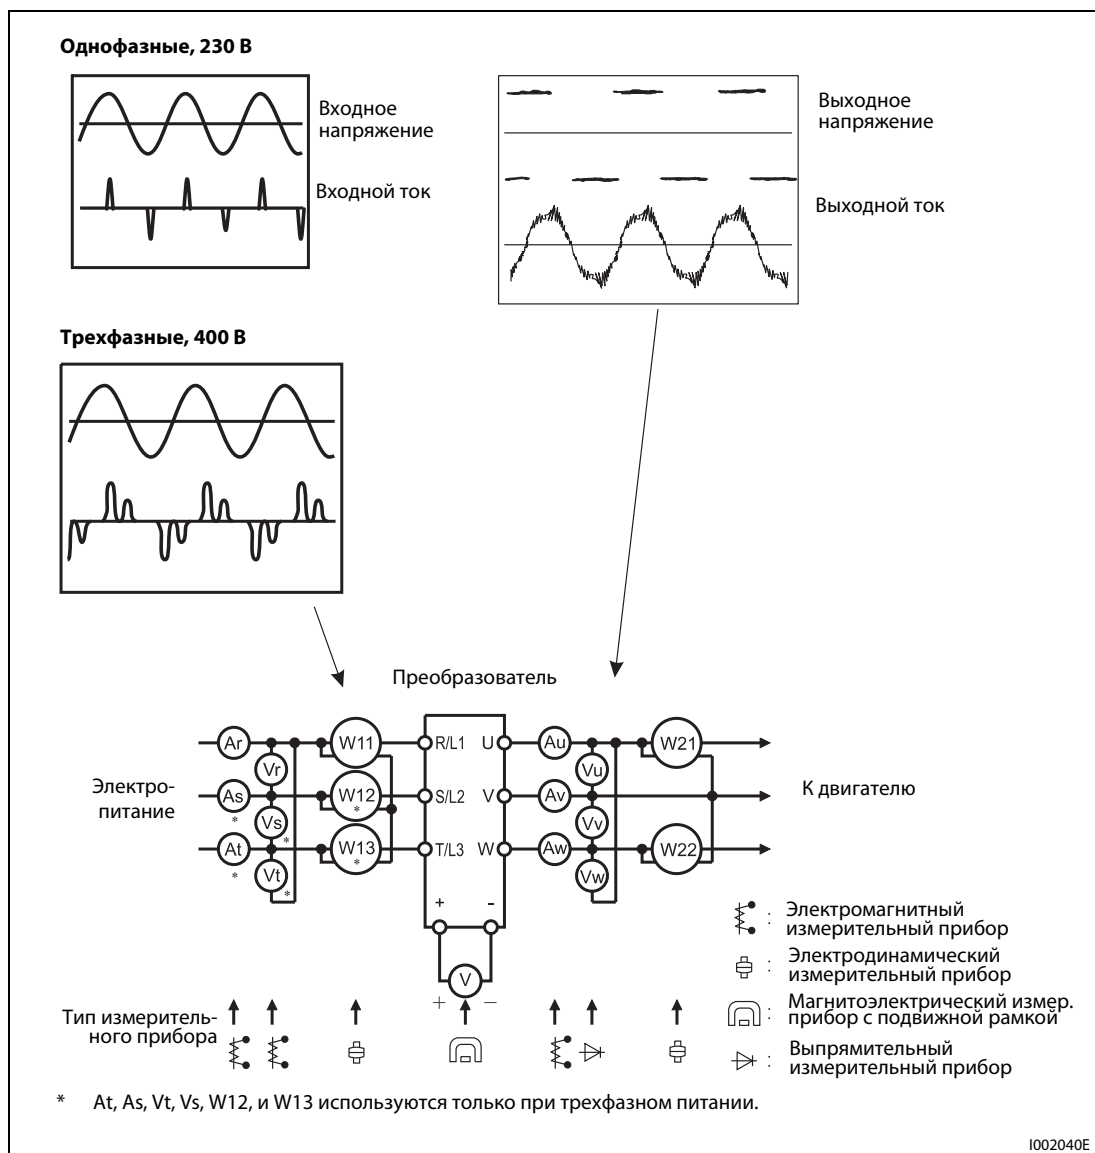 Однофазные, 230 В
Входное
напряжение
Входной ток
Выходное
напряжение
Выходной ток
Трехфазные, 400 В
Преобразователь
Электро-
питание
Ar
As
*
At
*
Vr
Vs
*
Vt
*
W11
W12
*
W13
*
R/L1
S/L2
T/L3
U
V
W
+ -
V
+ −
Au
Av
Aw
Vu
Vv
Vw
W21
W22
К двигателю
: Электромагнитный
измерительный прибор
: Электродинамический
измерительный прибор
: Магнитоэлектрический измер.
прибор с подвижной рамкой
: Выпрямительный
измерительный прибор
Тип измеритель-
ного прибора
* At, As, Vt, Vs, W12, и W13 используются только при трехфазном питании.
I002040E